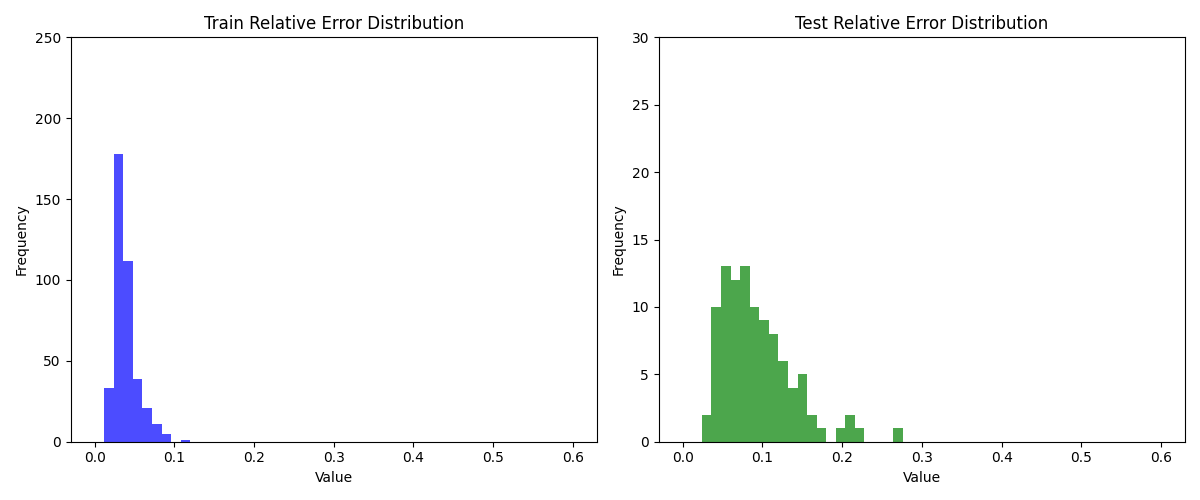 Train Relative Error Distribution
250
200
150
100
50
0
Frequency
0.0 0.1 0.2 0.3 0.4 0.5 0.6
Value
Test Relative Error Distribution
30
25
20
15
10
5
0
Frequency
0.0 0.1 0.2 0.3 0.4 0.5 0.6
Value